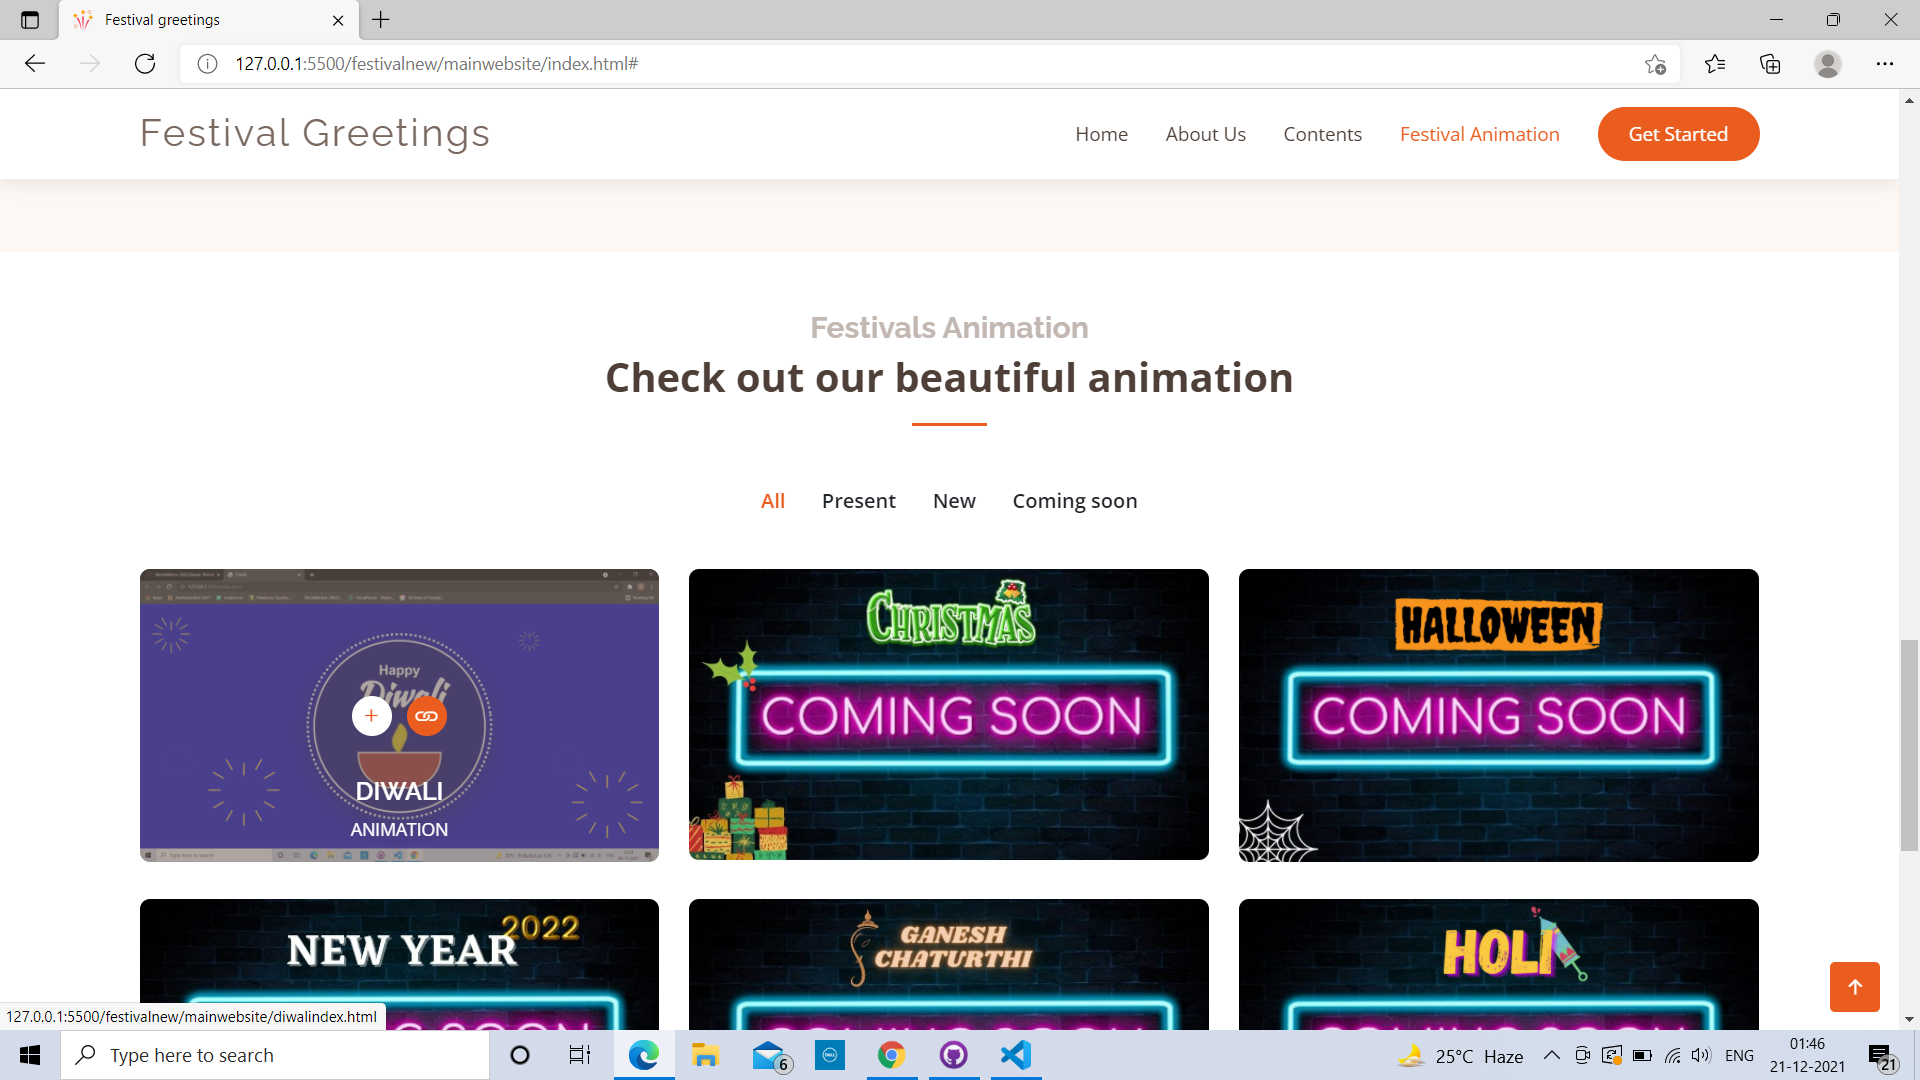 Festival greetings
127.0.0.1:5500/festivalnew/mainwebsite/index.html#
Festival Greetings
Home
About Us
Contents
Festival Animation
Get Started
Festivals Animation
Check out our beautiful animation
All
Present
New
Coming soon
Happy
Diwali
DIWALI
ANIMATION
CHRISTMAS
COMING SOON
HALLOWEEN
COMING SOON
NEW YEAR
2022
GANESH
CHATURTHI
HOLI
127.0.0.1:5500/festivalnew/mainwebsite/diwalindex.html
Type here to search
6
DELL
25°C Haze
ENG
01:46
21-12-2021
21